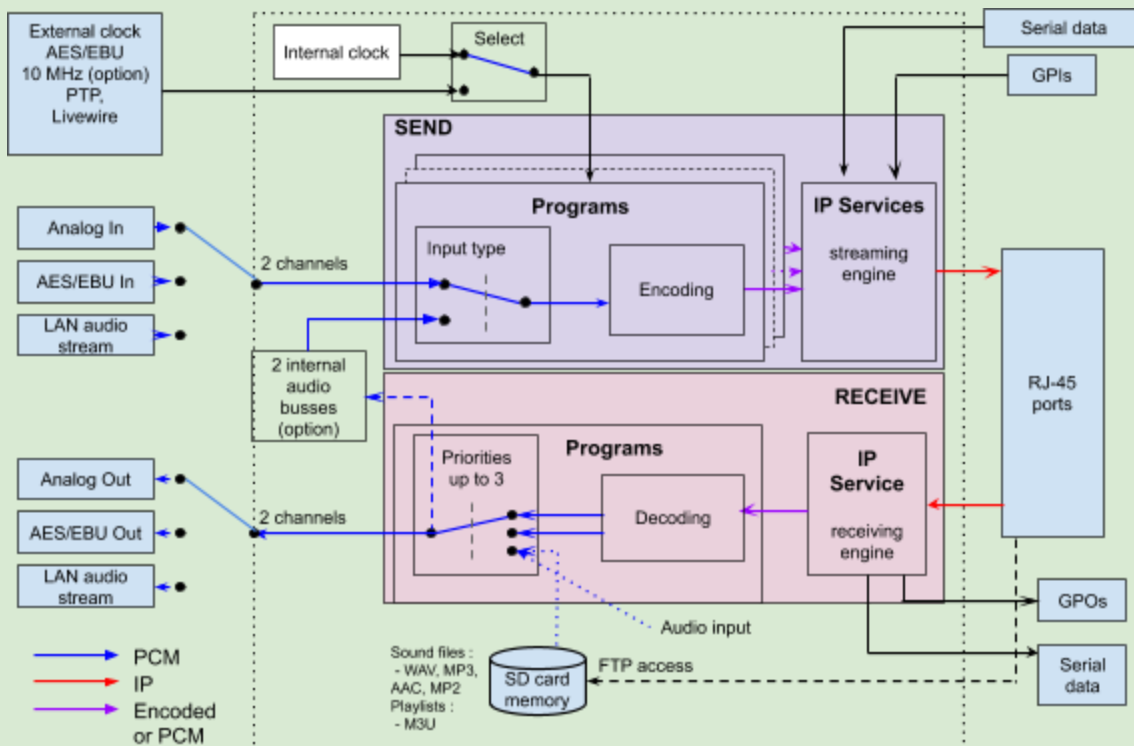 External clock
AES/EBU
10 MHz (option)
PTP,
Livewire
Internal clock
Select
Serial data
GPIs
SEND
Programs
Input type
Encoding
IP Services
streaming
engine
Analog In
AES/EBU In
LAN audio
stream
2 channels
2 internal
audio
busses
(option)
RJ-45
ports
RECEIVE
Programs
Priorities
up to 3
Decoding
IP
Service
receiving
engine
Analog Out
AES/EBU Out
LAN audio
stream
2 channels
GPOs
Serial
data
Audio input
FTP access
Sound files :
- WAV, MP3,
AAC, MP2
Playlists :
- M3U
SD card
memory
PCM
IP
Encoded
or PCM